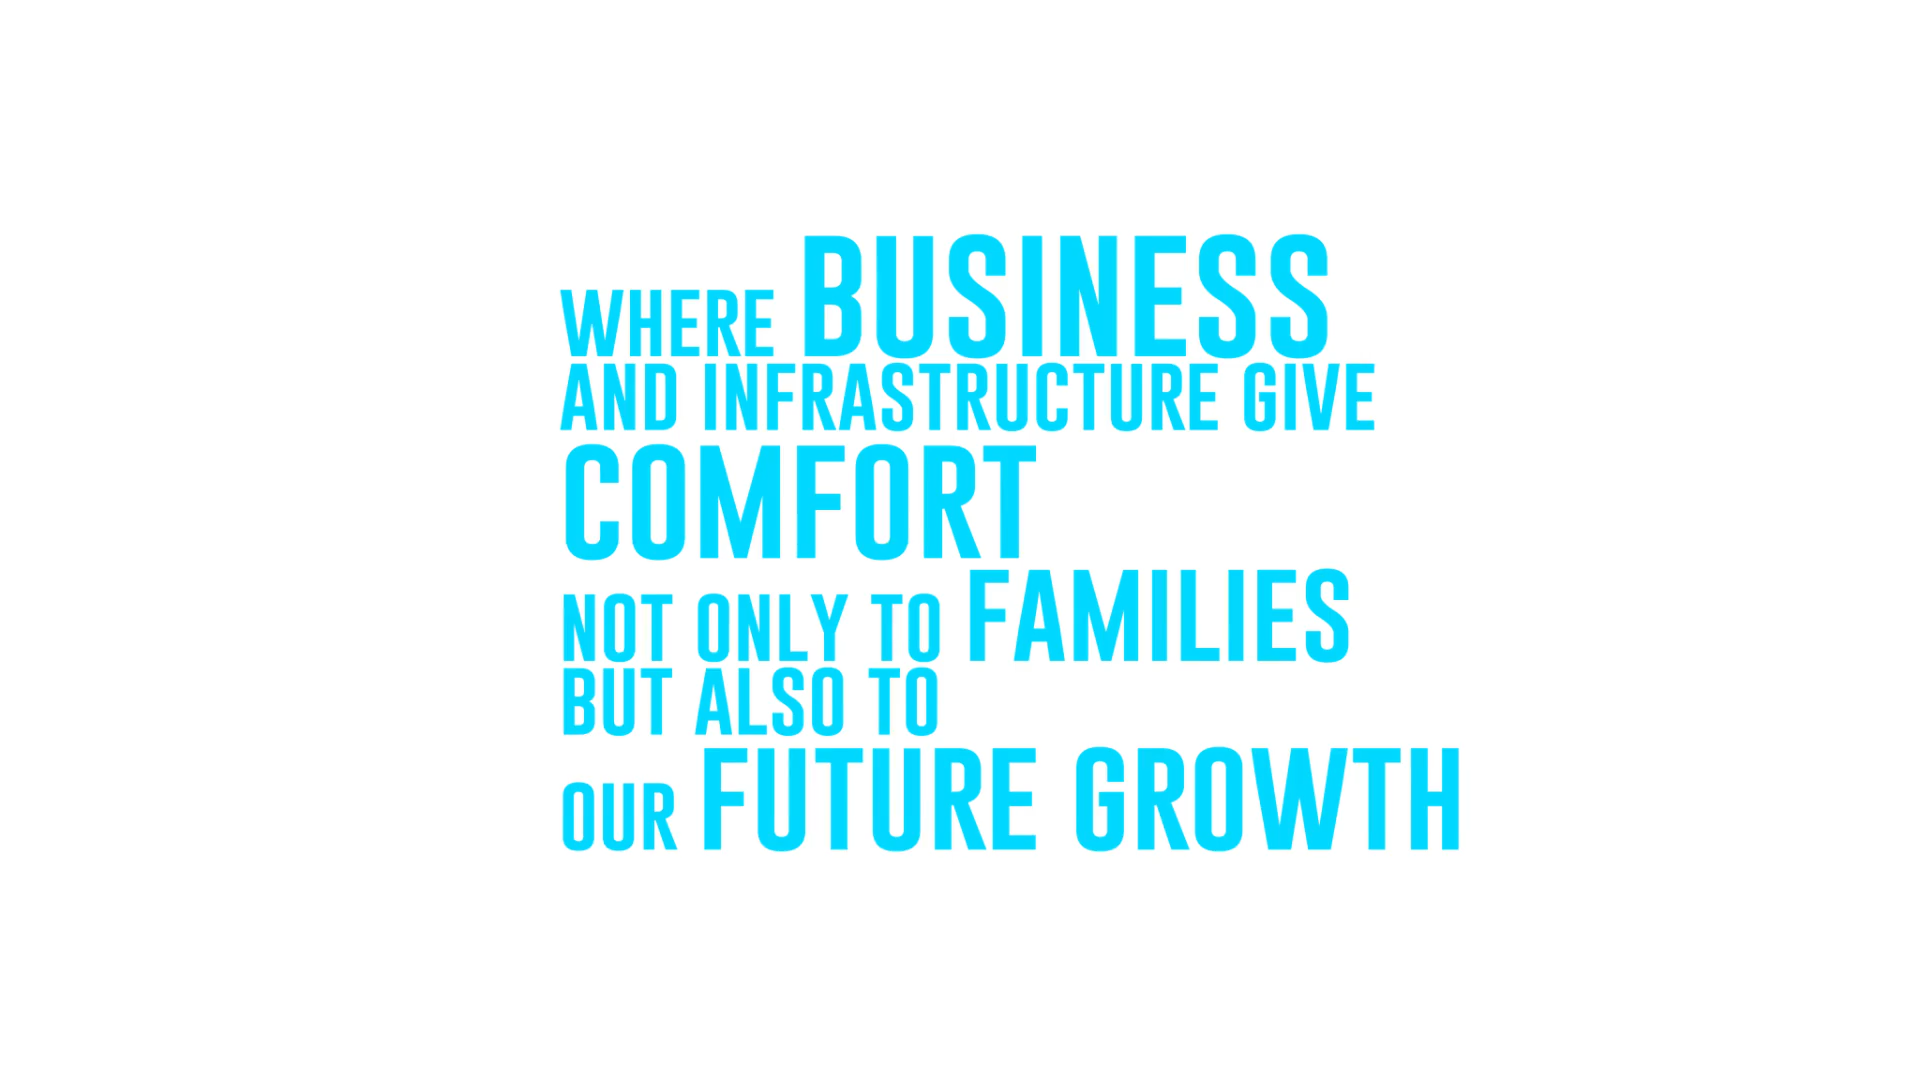 WHERE BUSINESS
AND INFRASTRUCTURE GIVE
COMFORT
NOT ONLY TO FAMILIES
BUT ALSO TO
OUR FUTURE GROWTH